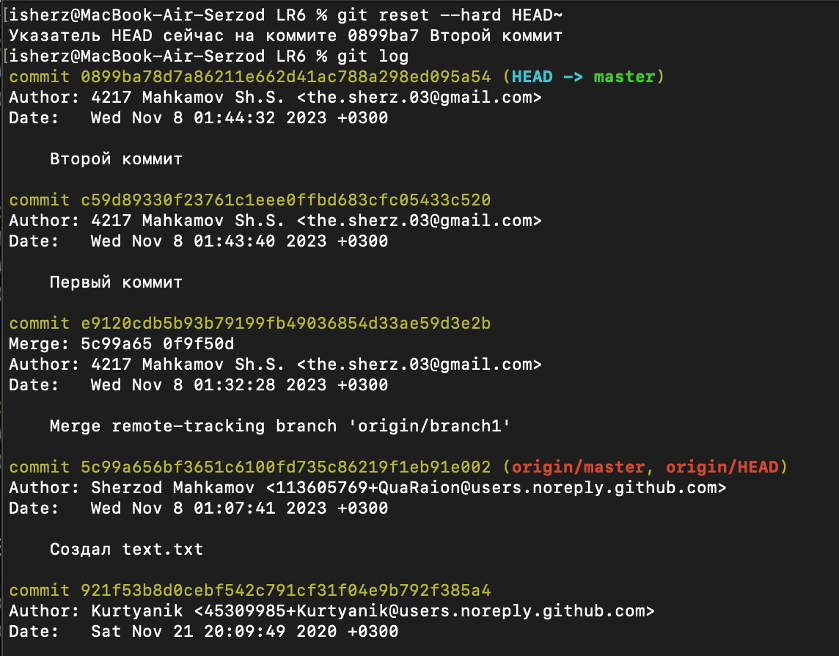 [isherz@MacBook-Air-Serzod LR6 % git reset --hard HEAD~
Указатель HEAD сейчас на коммите 0899ba7 Второй коммит
[isherz@MacBook-Air-Serzod LR6 % git log
commit 0899ba78d7a86211e662d41ac788a298ed095a54 (HEAD -> master)
Author: 4217 Mahkamov Sh.S. <the.sherz.03@gmail.com>
Date:   Wed Nov 8 01:44:32 2023 +0300
    Второй коммит
commit c59d89330f23761c1eee0ffbd683cfc05433c520
Author: 4217 Mahkamov Sh.S. <the.sherz.03@gmail.com>
Date:   Wed Nov 8 01:43:40 2023 +0300
    Первый коммит
commit e9120cdb5b93b79199fb49036854d33ae59d3e2b
Merge: 5c99a65 0f9f50d
Author: 4217 Mahkamov Sh.S. <the.sherz.03@gmail.com>
Date:   Wed Nov 8 01:32:28 2023 +0300
    Merge remote-tracking branch 'origin/branch1'
commit 5c99a656bf3651c6100fd735c86219f1eb91e002 (origin/master, origin/HEAD)
Author: Sherzod Mahkamov <113605769+QuaRaion@users.noreply.github.com>
Date:   Wed Nov 8 01:07:41 2023 +0300
    Создал text.txt
commit 921f53b8d0cebf542c791cf31f04e9b792f385a4
Author: Kurtyanik <45309985+Kurtyanik@users.noreply.github.com>
Date:   Sat Nov 21 20:09:49 2020 +0300